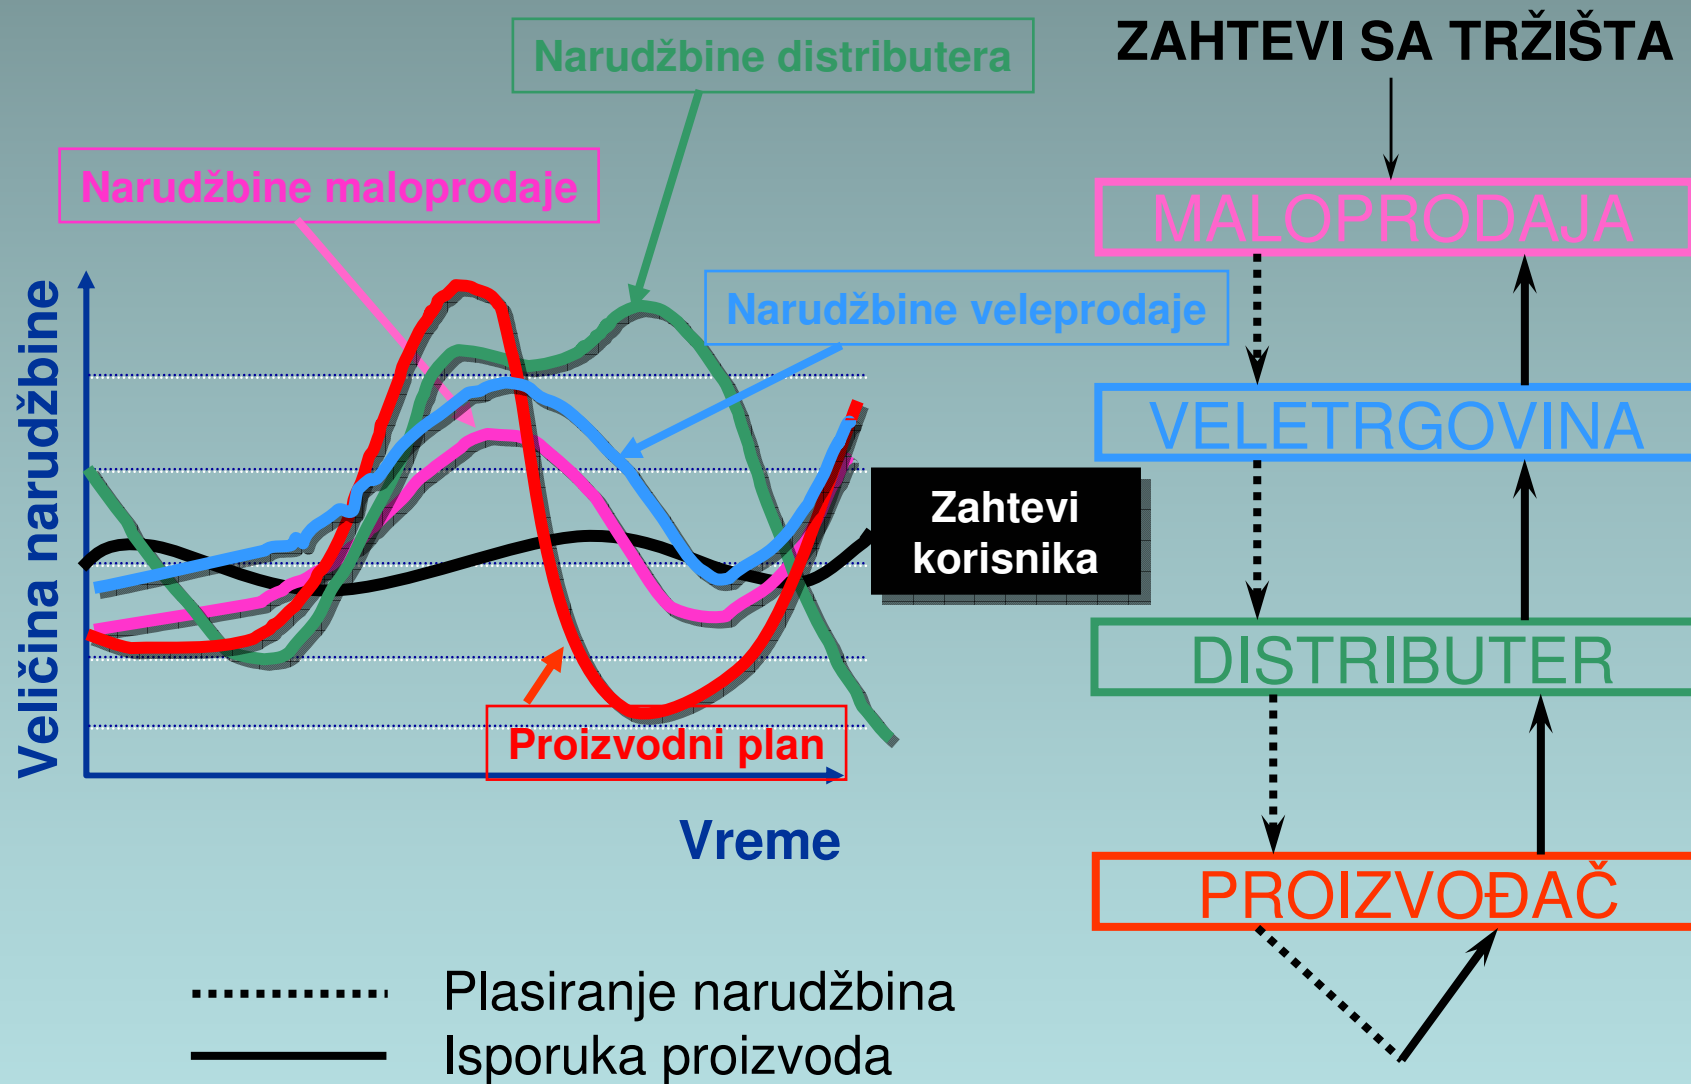 Narudžbine distributera
ZAHTEVI SA TRŽIŠTA
Narudžbine maloprodaje
MALOPRODAJA
Narudžbine veleprodaje
Veličina narudžbine
VELETRGOVINA
Zahtevi
korisnika
DISTRIBUTER
Proizvodni plan
Vreme
PROIZVOĐAČ
Plasiranje narudžbina
Isporuka proizvoda